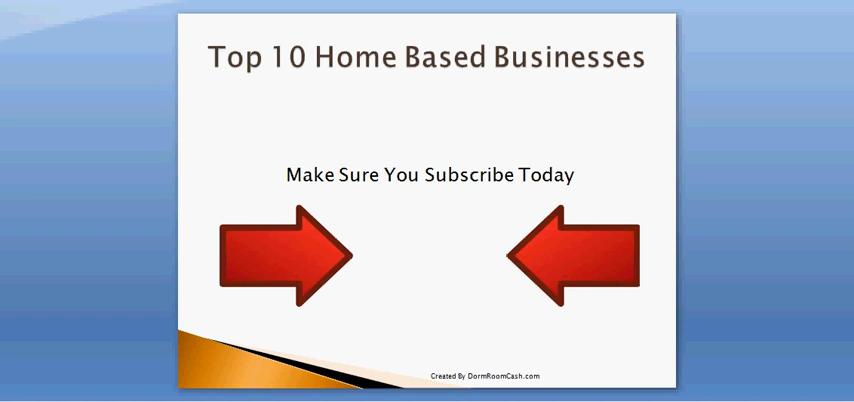 Top 10 Home Based Businesses
Make Sure You Subscribe Today
Created By DormRoomCash.com